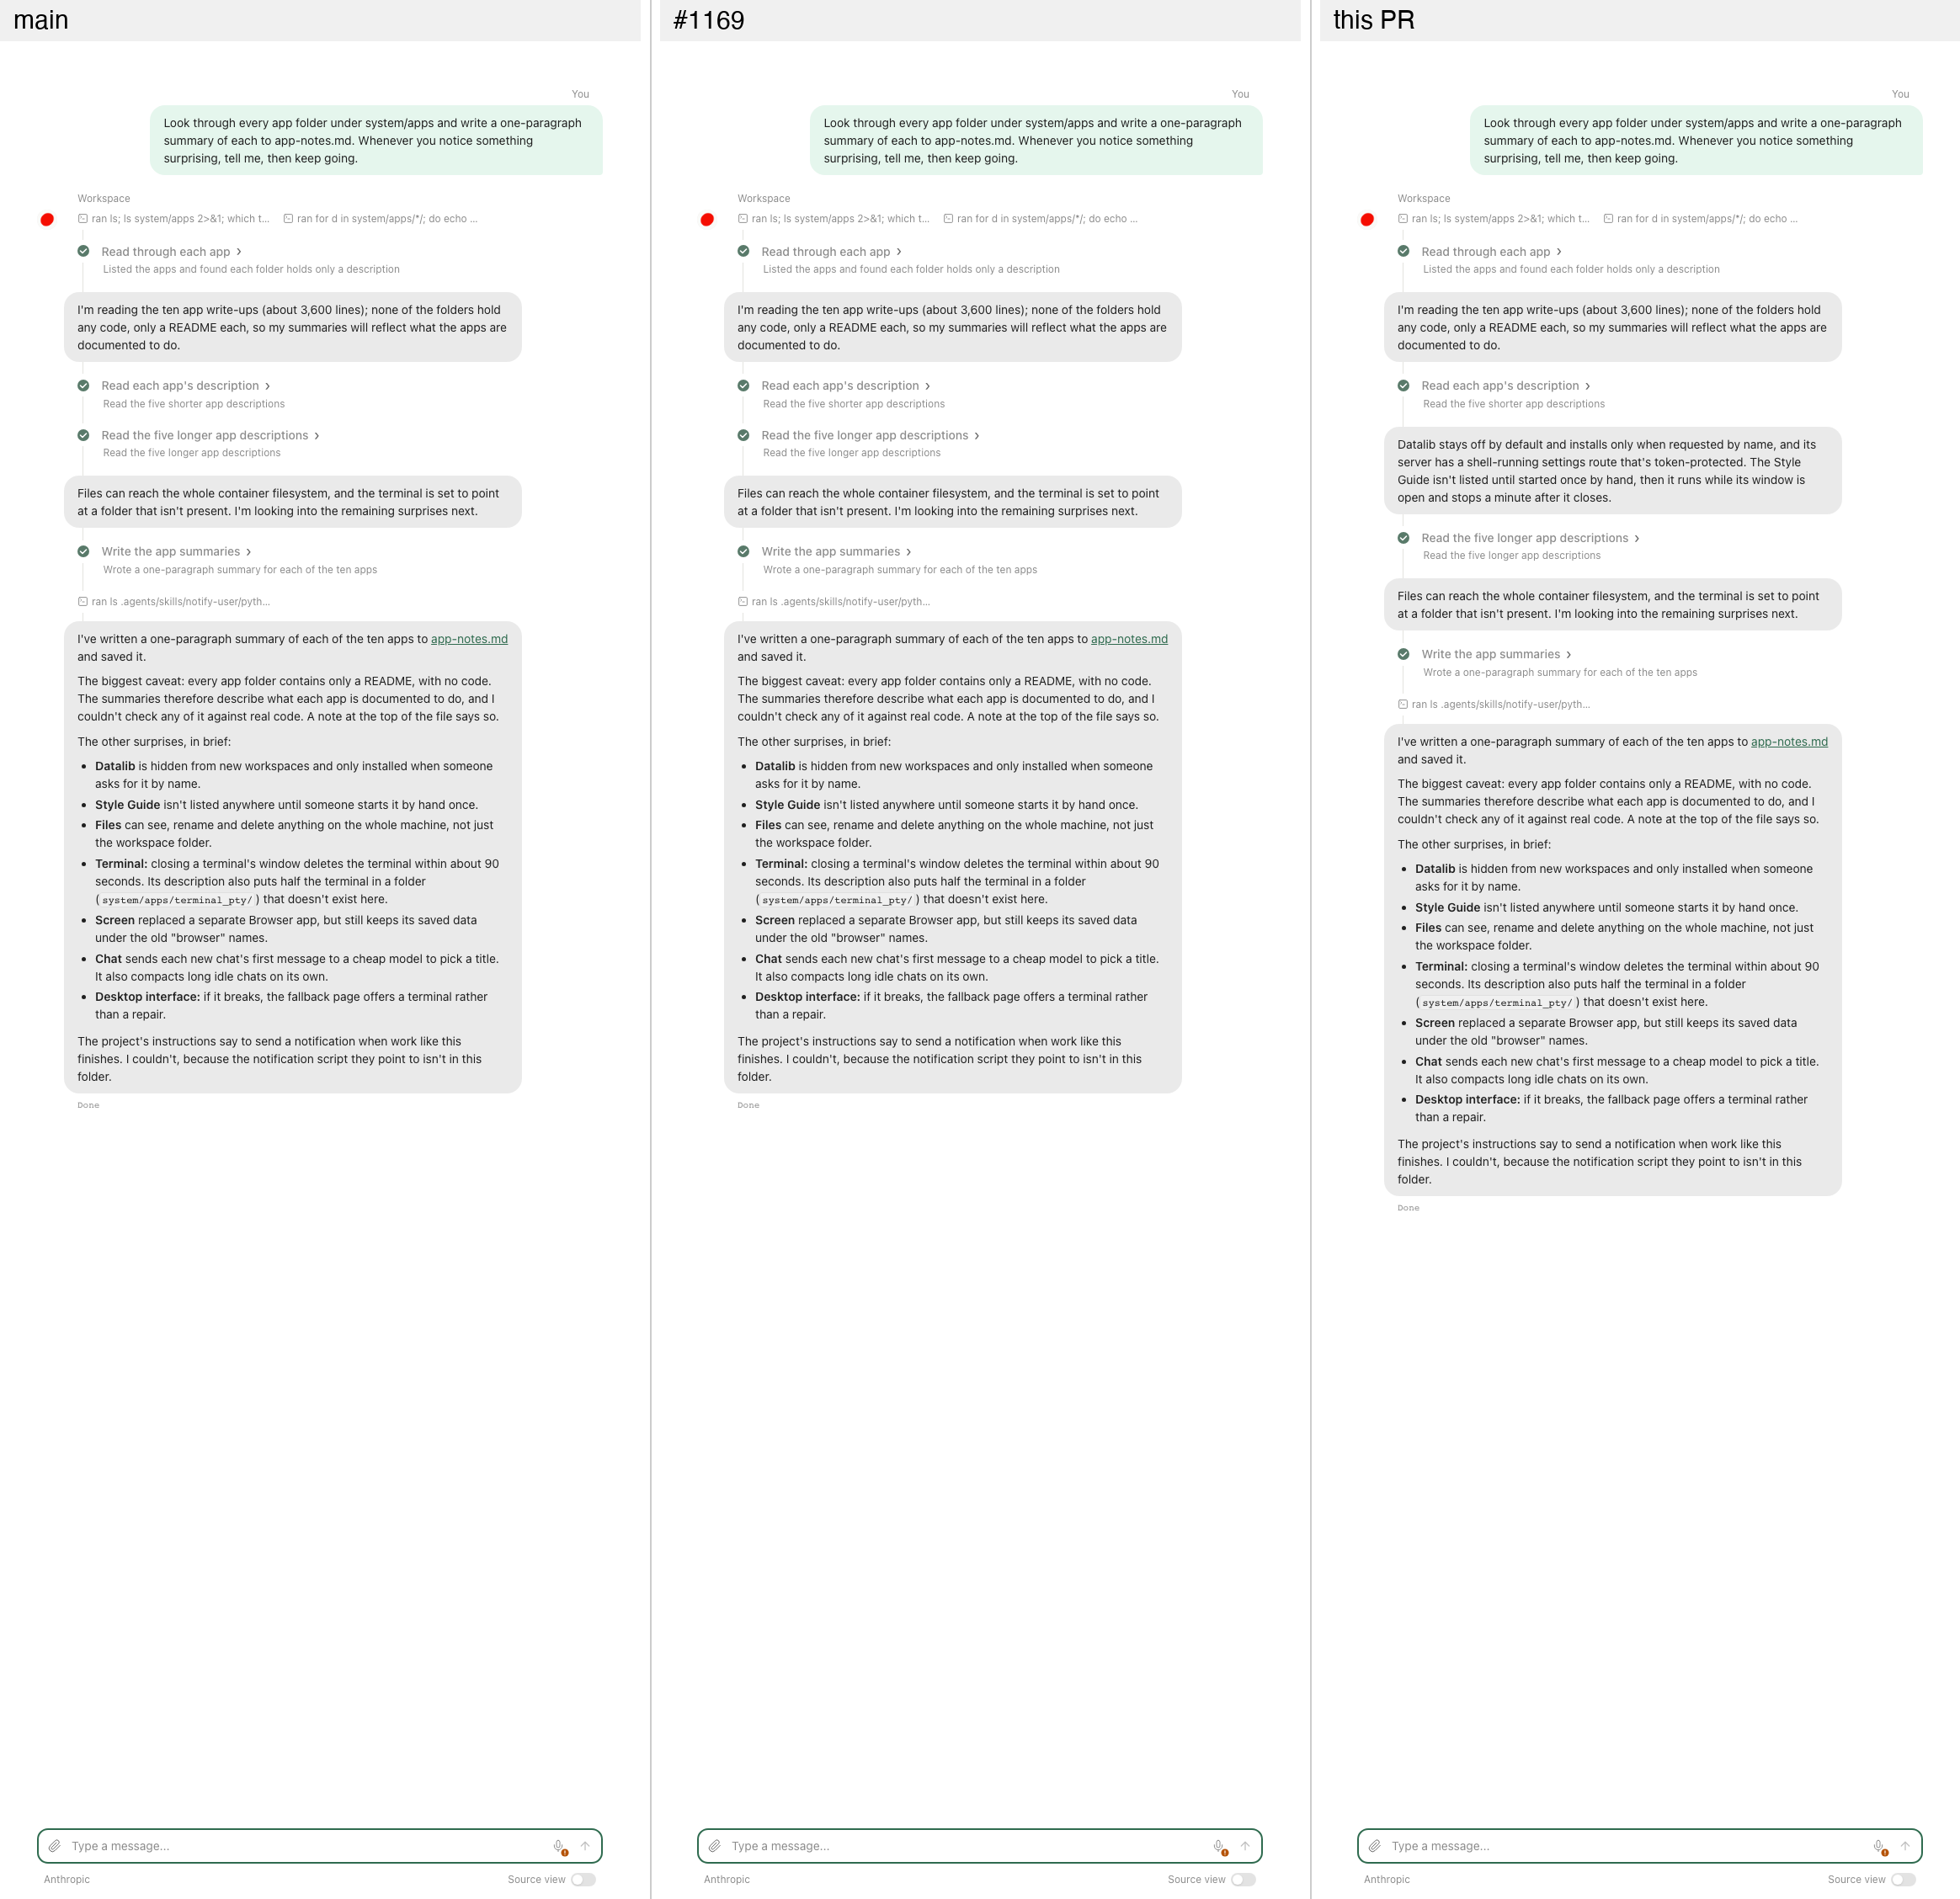 main
You
Look through every app folder under system/apps and write a one-paragraph
summary of each to app-notes.md. Whenever you notice something
surprising, tell me, then keep going.
Workspace
ran ls; ls system/apps 2>&1; which t... ran for d in system/apps/*/; do echo ...
Read through each app
Listed the apps and found each folder holds only a description
I'm reading the ten app write-ups (about 3,600 lines); none of the folders hold
any code, only a README each, so my summaries will reflect what the apps are
documented to do.
Read each app's description
Read the five shorter app descriptions
Read the five longer app descriptions
Read the five longer app descriptions
Files can reach the whole container filesystem, and the terminal is set to point
at a folder that isn't present. I'm looking into the remaining surprises next.
Write the app summaries
Wrote a one-paragraph summary for each of the ten apps
ran ls .agents/skills/notify-user/pyth...
I've written a one-paragraph summary of each of the ten apps to app-notes.md
and saved it.
The biggest caveat: every app folder contains only a README, with no code.
The summaries therefore describe what each app is documented to do, and I
couldn't check any of it against real code. A note at the top of the file says so.
The other surprises, in brief:
• Datalib is hidden from new workspaces and only installed when someone
asks for it by name.
• Style Guide isn't listed anywhere until someone starts it by hand once.
• Files can see, rename and delete anything on the whole machine, not just
the workspace folder.
• Terminal: closing a terminal's window deletes the terminal within about 90
seconds. Its description also puts half the terminal in a folder
(system/apps/terminal_pty/) that doesn't exist here.
• Screen replaced a separate Browser app, but still keeps its saved data
under the old "browser" names.
• Chat sends each new chat's first message to a cheap model to pick a title.
It also compacts long idle chats on its own.
• Desktop interface: if it breaks, the fallback page offers a terminal rather
than a repair.
The project's instructions say to send a notification when work like this
finishes. I couldn't, because the notification script they point to isn't in this
folder.
Done
Type a message...
Anthropic
Source view
#1169
You
Look through every app folder under system/apps and write a one-paragraph
summary of each to app-notes.md. Whenever you notice something
surprising, tell me, then keep going.
Workspace
ran ls; ls system/apps 2>&1; which t... ran for d in system/apps/*/; do echo ...
Read through each app
Listed the apps and found each folder holds only a description
I'm reading the ten app write-ups (about 3,600 lines); none of the folders hold
any code, only a README each, so my summaries will reflect what the apps are
documented to do.
Read each app's description
Read the five shorter app descriptions
Read the five longer app descriptions
Read the five longer app descriptions
Files can reach the whole container filesystem, and the terminal is set to point
at a folder that isn't present. I'm looking into the remaining surprises next.
Write the app summaries
Wrote a one-paragraph summary for each of the ten apps
ran ls .agents/skills/notify-user/pyth...
I've written a one-paragraph summary of each of the ten apps to app-notes.md
and saved it.
The biggest caveat: every app folder contains only a README, with no code.
The summaries therefore describe what each app is documented to do, and I
couldn't check any of it against real code. A note at the top of the file says so.
The other surprises, in brief:
• Datalib is hidden from new workspaces and only installed when someone
asks for it by name.
• Style Guide isn't listed anywhere until someone starts it by hand once.
• Files can see, rename and delete anything on the whole machine, not just
the workspace folder.
• Terminal: closing a terminal's window deletes the terminal within about 90
seconds. Its description also puts half the terminal in a folder
(system/apps/terminal_pty/) that doesn't exist here.
• Screen replaced a separate Browser app, but still keeps its saved data
under the old "browser" names.
• Chat sends each new chat's first message to a cheap model to pick a title.
It also compacts long idle chats on its own.
• Desktop interface: if it breaks, the fallback page offers a terminal rather
than a repair.
The project's instructions say to send a notification when work like this
finishes. I couldn't, because the notification script they point to isn't in this
folder.
Done
Type a message...
Anthropic
Source view
this PR
You
Look through every app folder under system/apps and write a one-paragraph
summary of each to app-notes.md. Whenever you notice something
surprising, tell me, then keep going.
Workspace
ran ls; ls system/apps 2>&1; which t... ran for d in system/apps/*/; do echo ...
Read through each app
Listed the apps and found each folder holds only a description
I'm reading the ten app write-ups (about 3,600 lines); none of the folders hold
any code, only a README each, so my summaries will reflect what the apps are
documented to do.
Read each app's description
Read the five shorter app descriptions
Datalib stays off by default and installs only when requested by name, and its
server has a shell-running settings route that's token-protected. The Style
Guide isn't listed until started once by hand, then it runs while its window is
open and stops a minute after it closes.
Read the five longer app descriptions
Read the five longer app descriptions
Files can reach the whole container filesystem, and the terminal is set to point
at a folder that isn't present. I'm looking into the remaining surprises next.
Write the app summaries
Wrote a one-paragraph summary for each of the ten apps
ran ls .agents/skills/notify-user/pyth...
I've written a one-paragraph summary of each of the ten apps to app-notes.md
and saved it.
The biggest caveat: every app folder contains only a README, with no code.
The summaries therefore describe what each app is documented to do, and I
couldn't check any of it against real code. A note at the top of the file says so.
The other surprises, in brief:
• Datalib is hidden from new workspaces and only installed when someone
asks for it by name.
• Style Guide isn't listed anywhere until someone starts it by hand once.
• Files can see, rename and delete anything on the whole machine, not just
the workspace folder.
• Terminal: closing a terminal's window deletes the terminal within about 90
seconds. Its description also puts half the terminal in a folder
(system/apps/terminal_pty/) that doesn't exist here.
• Screen replaced a separate Browser app, but still keeps its saved data
under the old "browser" names.
• Chat sends each new chat's first message to a cheap model to pick a title.
It also compacts long idle chats on its own.
• Desktop interface: if it breaks, the fallback page offers a terminal rather
than a repair.
The project's instructions say to send a notification when work like this
finishes. I couldn't, because the notification script they point to isn't in this
folder.
Done
Type a message...
Anthropic
Source view